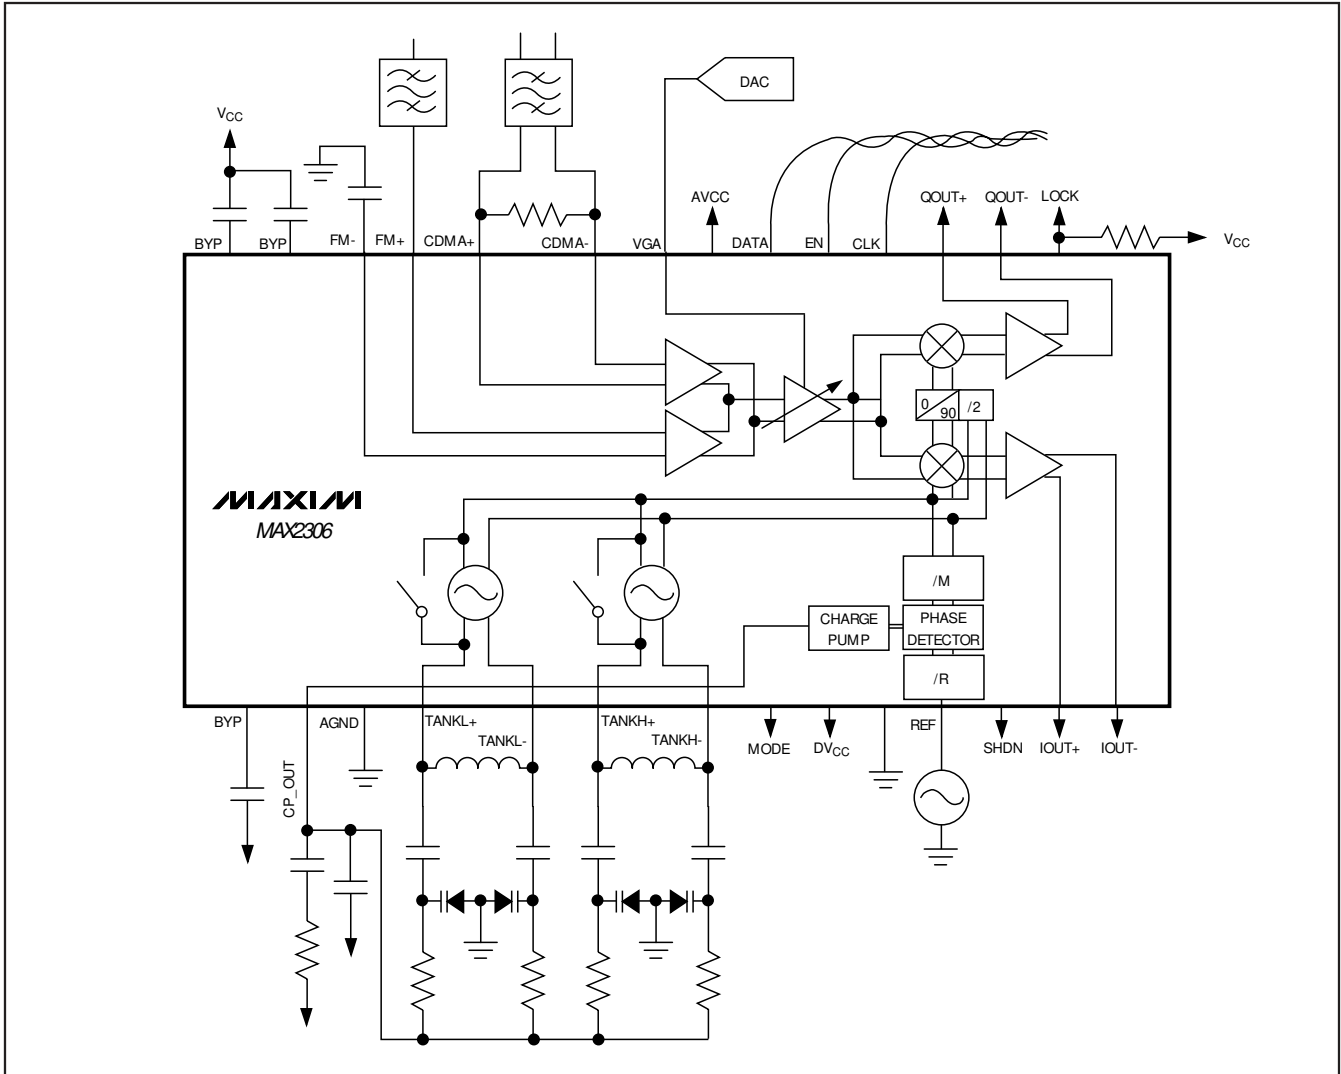 DAC
VCC
AVCC
QOUT+
QOUT-
LOCK
BYP
BYP
FM-
FM+
CDMA+
CDMA-
VGA
DATA
EN
CLK
VCC
0
90
/2
MAXIM
MAX2306
/M
CHARGE
PUMP
PHASE
DETECTOR
/R
BYP
CP_OUT
AGND
TANKL+
TANKL-
TANKH+
TANKH-
MODE
DVCC
REF
SHDN
IOUT+
IOUT-